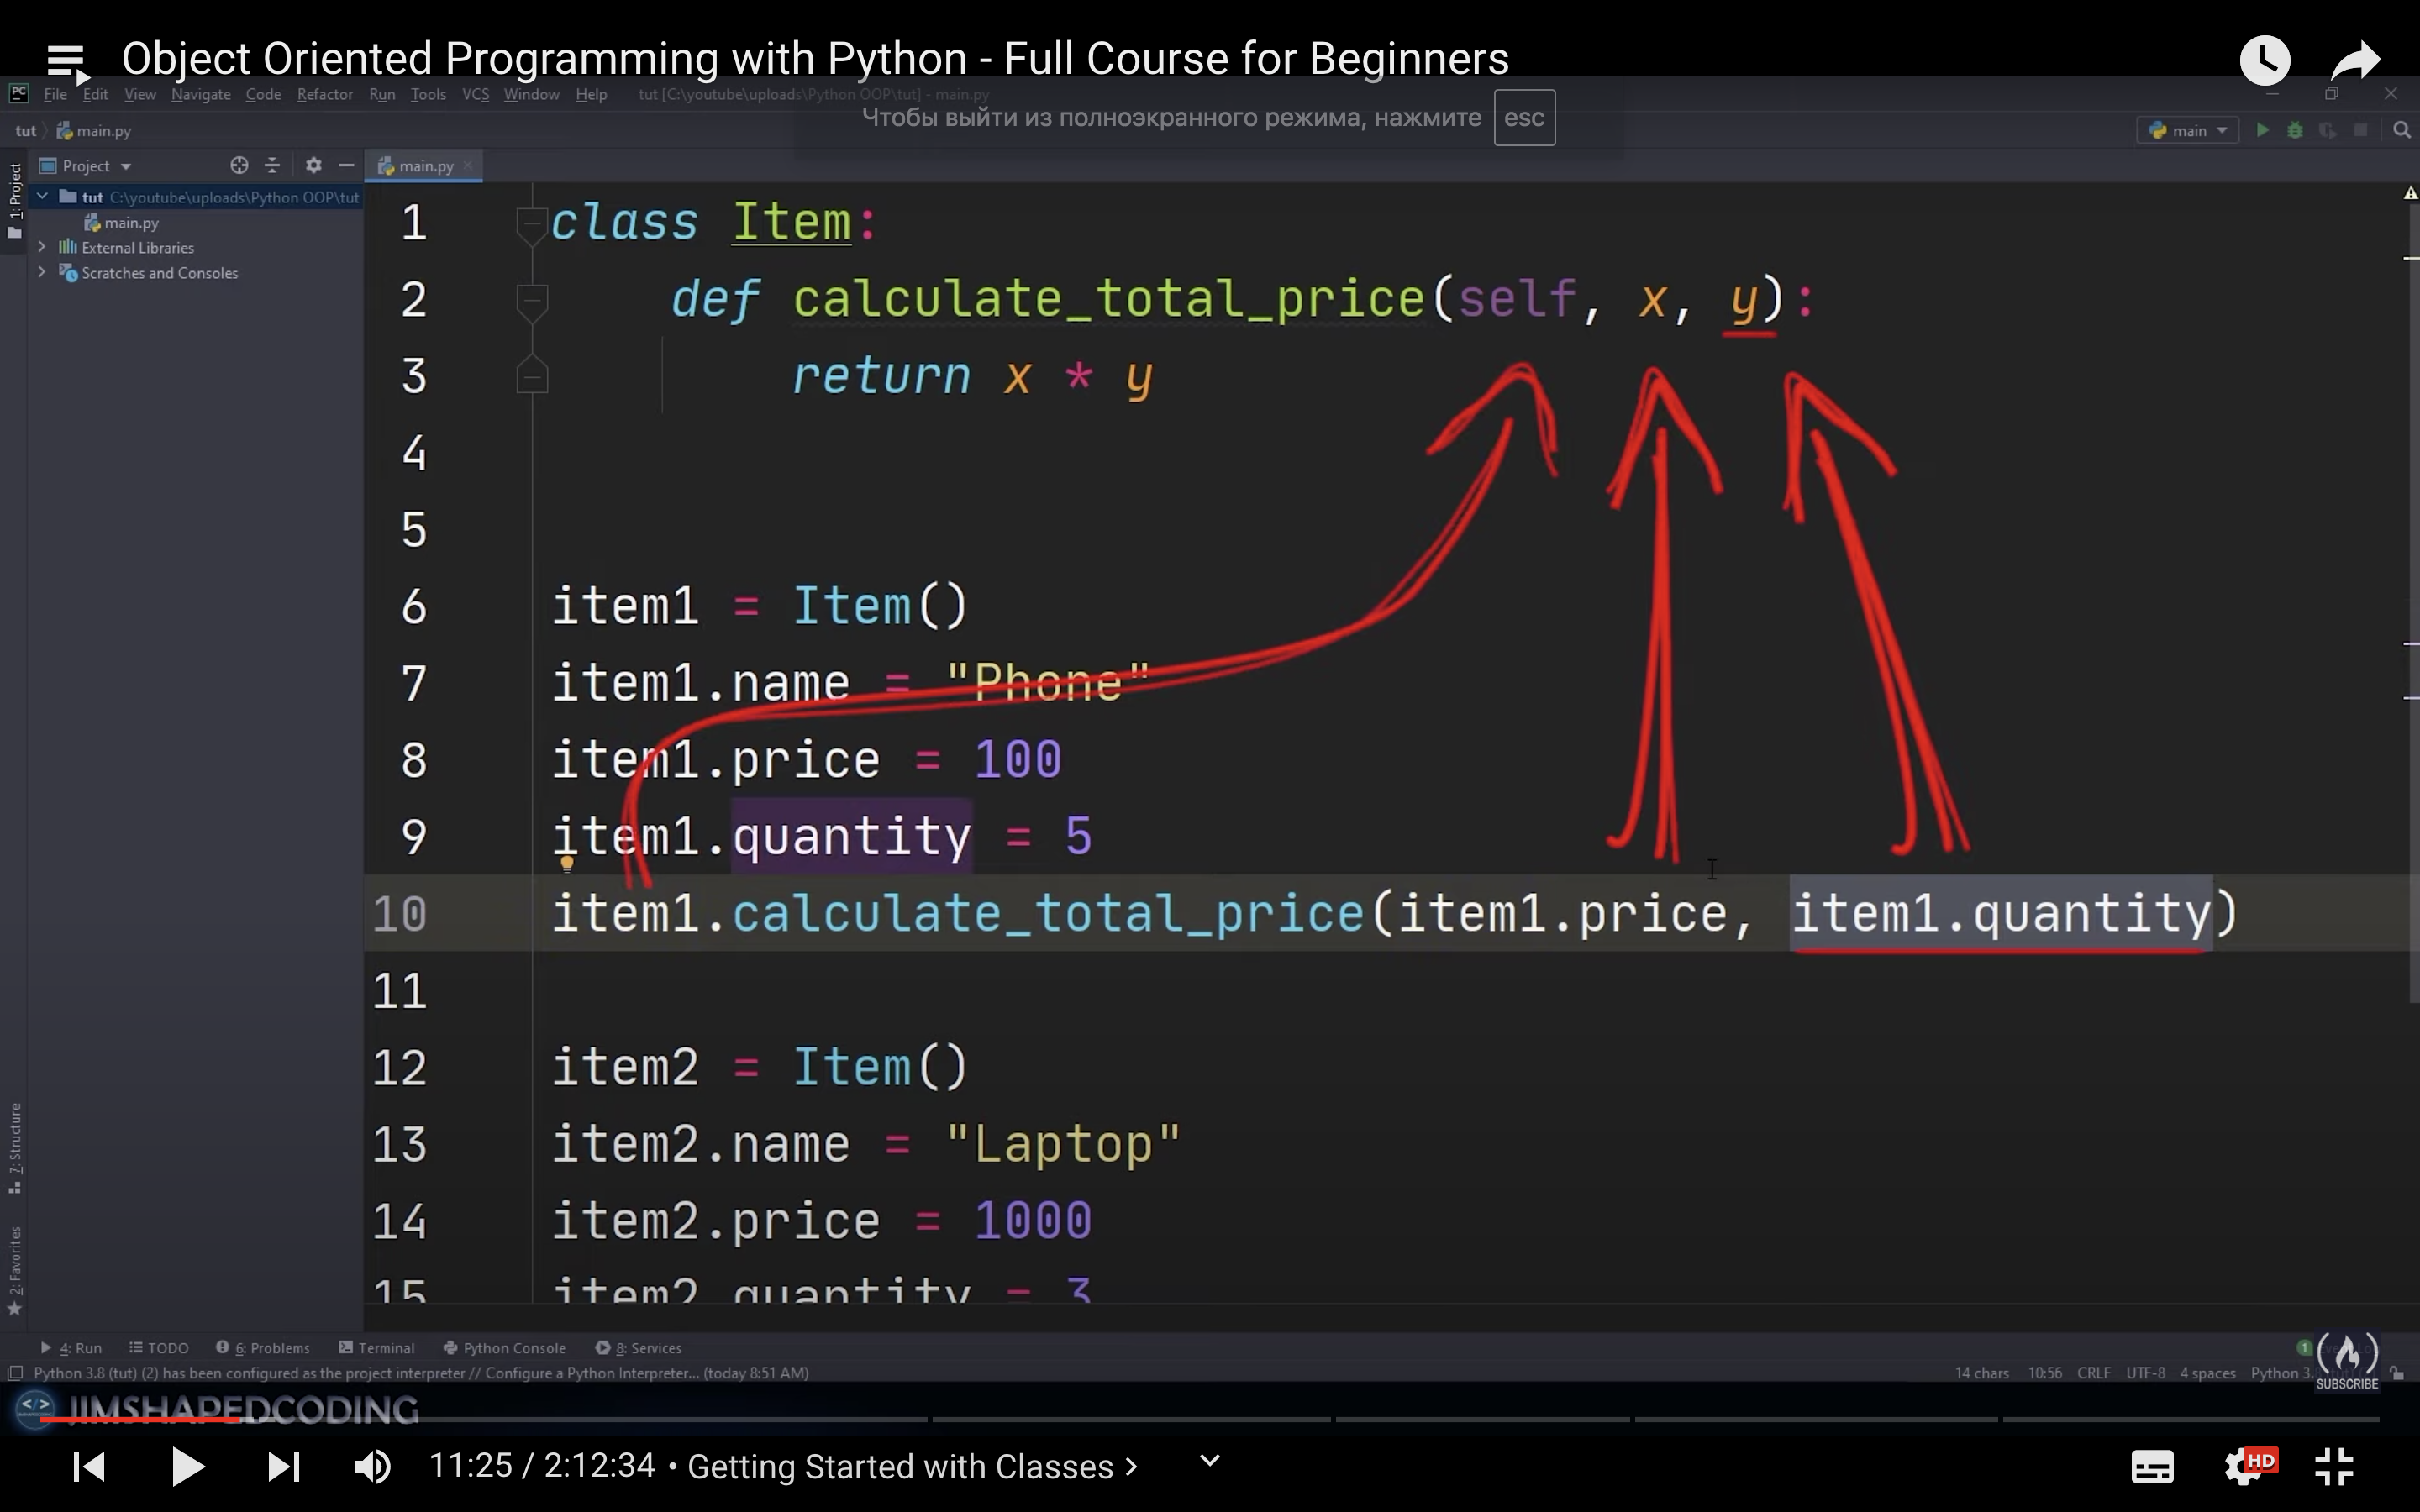 Object Oriented Programming with Python - Full Course for Beginners
PC File Edit View Navigate Code Refactor Run Tools VCS Window Help tut [C:\youtube\uploads\Python OOP\tut] - main.py
Чтобы выйти из полноэкранного режима, нажмите esc
tut main.py main
1: Project
Project main.py
tut C:\youtube\uploads\Python OOP\tut
main.py
External Libraries
Scratches and Consoles
1 class Item:
2 def calculate_total_price(self, x, y):
3 return x * y
4
5
6 item1 = Item()
7 item1.name = "Phone"
8 item1.price = 100
9 item1.quantity = 5
10 item1.calculate_total_price(item1.price, item1.quantity)
11
12 item2 = Item()
13 item2.name = "Laptop"
14 item2.price = 1000
15 item2.quantity = 3
7: Structure
2: Favorites
4: Run TODO 6: Problems Terminal Python Console 8: Services 1
Python 3.8 (tut) (2) has been configured as the project interpreter // Configure a Python Interpreter... (today 8:51 AM) 14 chars 10:56 CRLF UTF-8 4 spaces Python 3.
SUBSCRIBE
</> JIMSHAPEDCODING
11:25 / 2:12:34 • Getting Started with Classes
HD